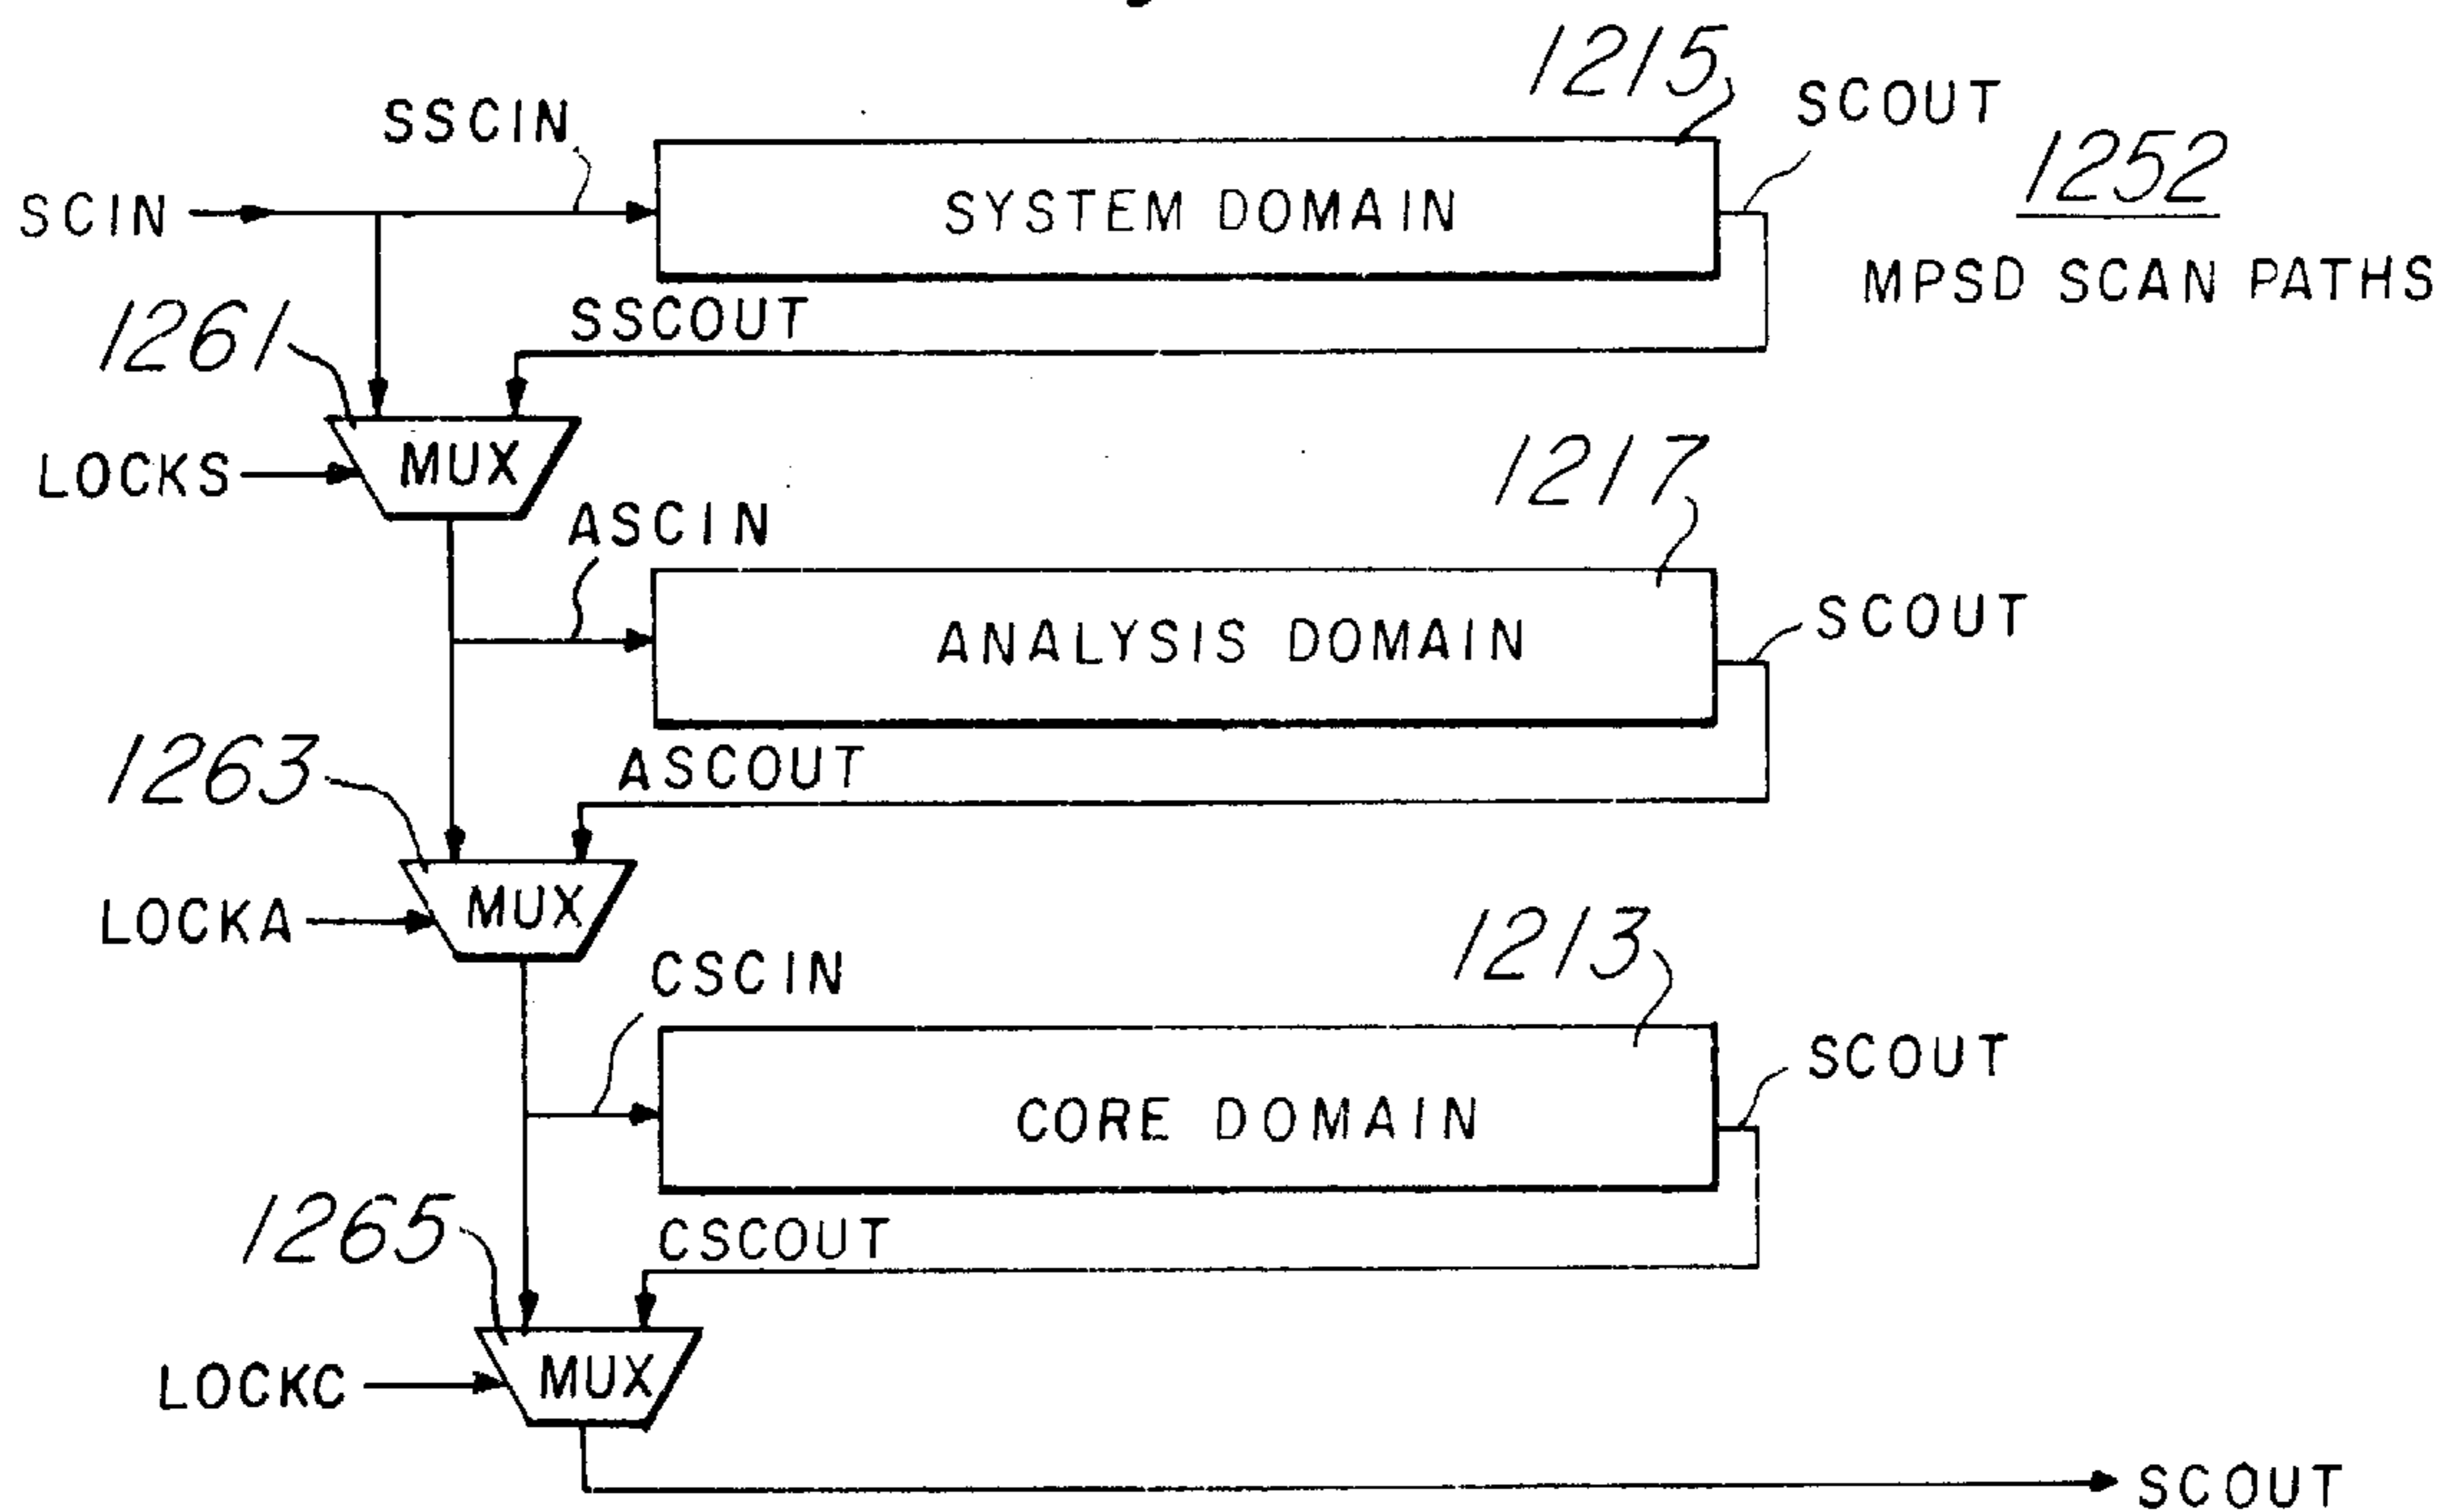 1215
SCOUT
SSCIN
1252
SCIN
SYSTEM DOMAIN
MPSD SCAN PATHS
SSCOUT
1261
MUX
LOCKS
1217
ASCIN
SCOUT
ANALYSIS DOMAIN
ASCOUT
1263
MUX
LOCKA
1213
CSCIN
SCOUT
CORE DOMAIN
1265
CSCOUT
MUX
LOCKC
SCOUT